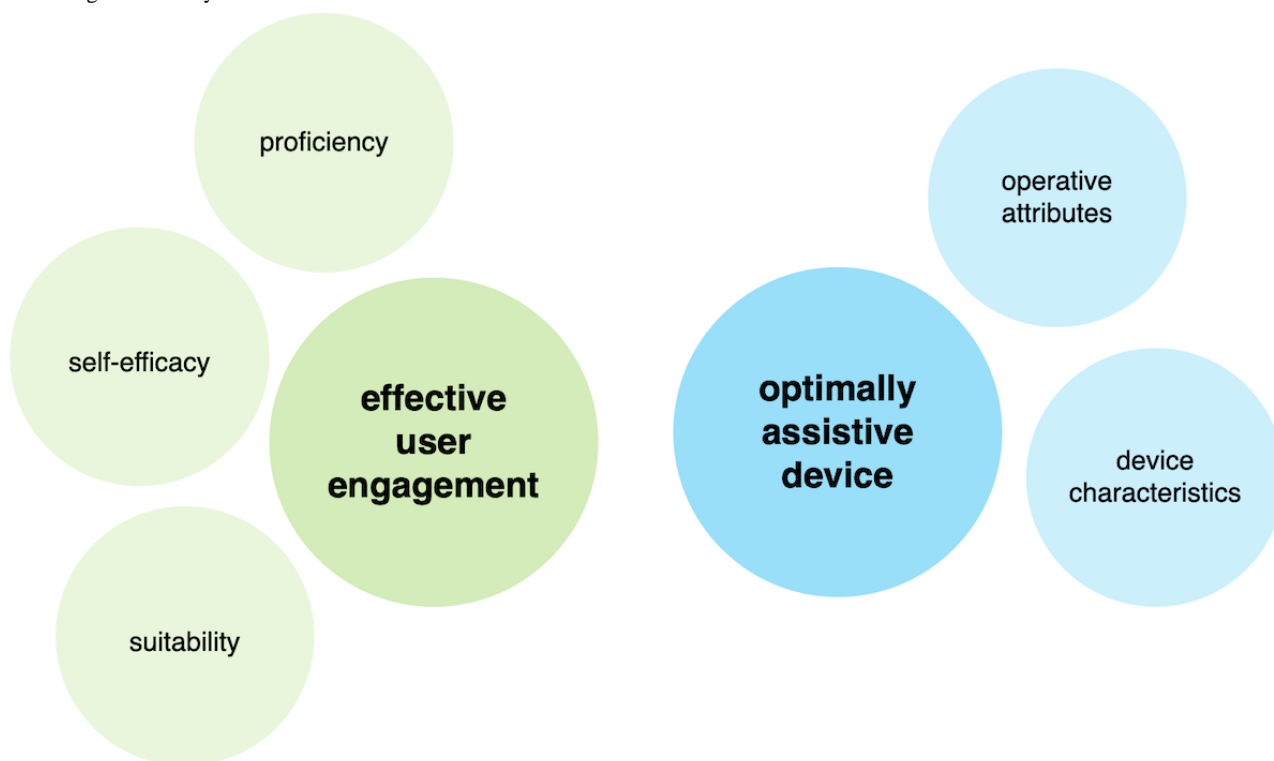 proficiency
self-efficacy
effective
user
engagement
suitability
operative
attributes
optimally
assistive
device
device
characteristics